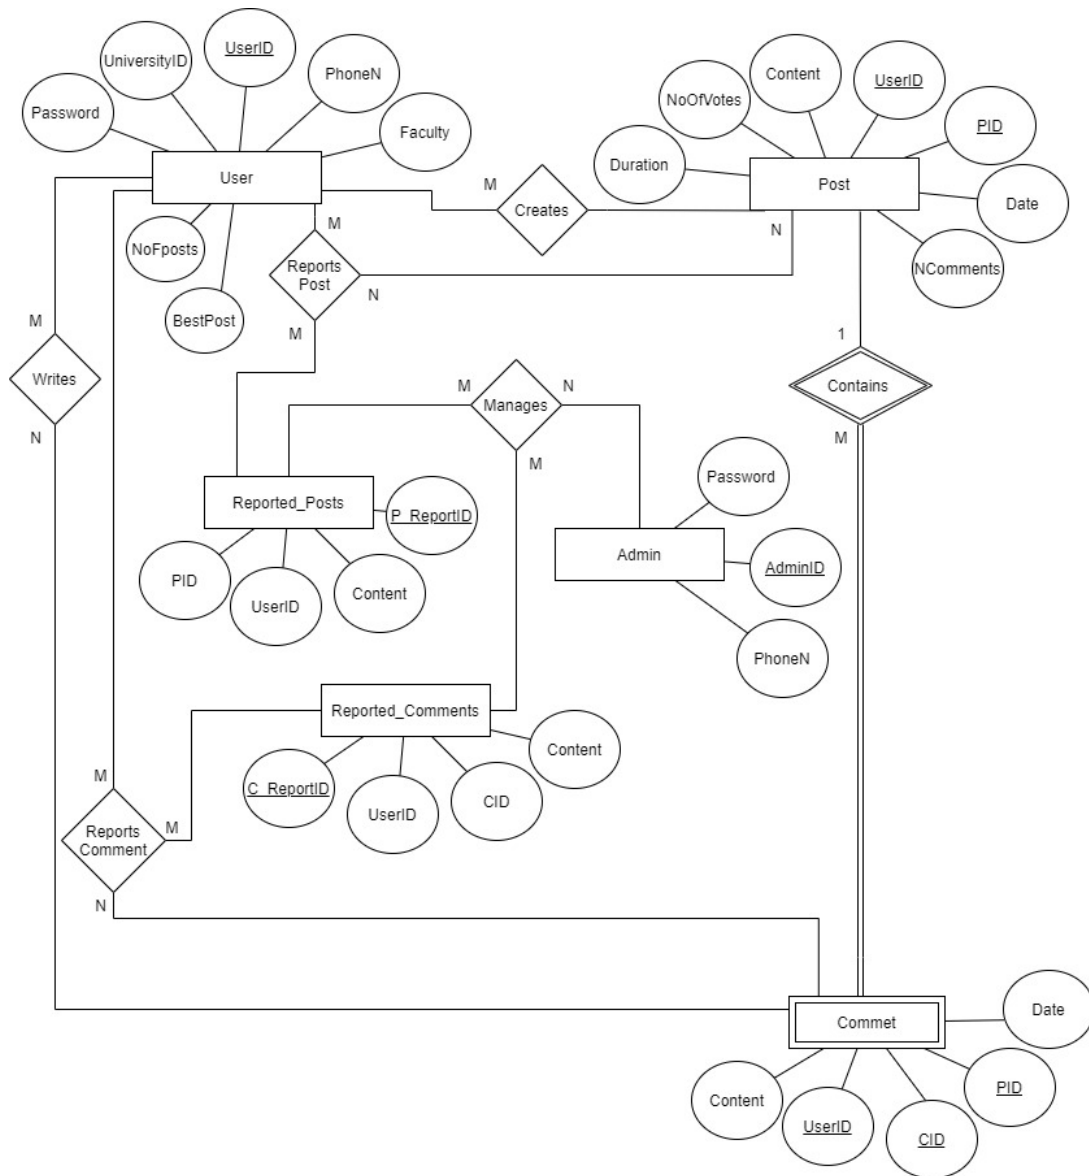 UserID
UniversityID
PhoneN
Password
Faculty
User
NoFposts
BestPost
Content
UserID
NoOfVotes
PID
Duration
Post
Date
NComments
M
Creates
N
M
Reports
Post
N
M
M
Writes
N
1
Contains
M
M
Manages
N
M
Reported_Posts
P_ReportID
PID
UserID
Content
Password
Admin
AdminID
PhoneN
Reported_Comments
Content
C_ReportID
UserID
CID
M
Reports
Comment
M
N
Commet
Date
Content
UserID
CID
PID